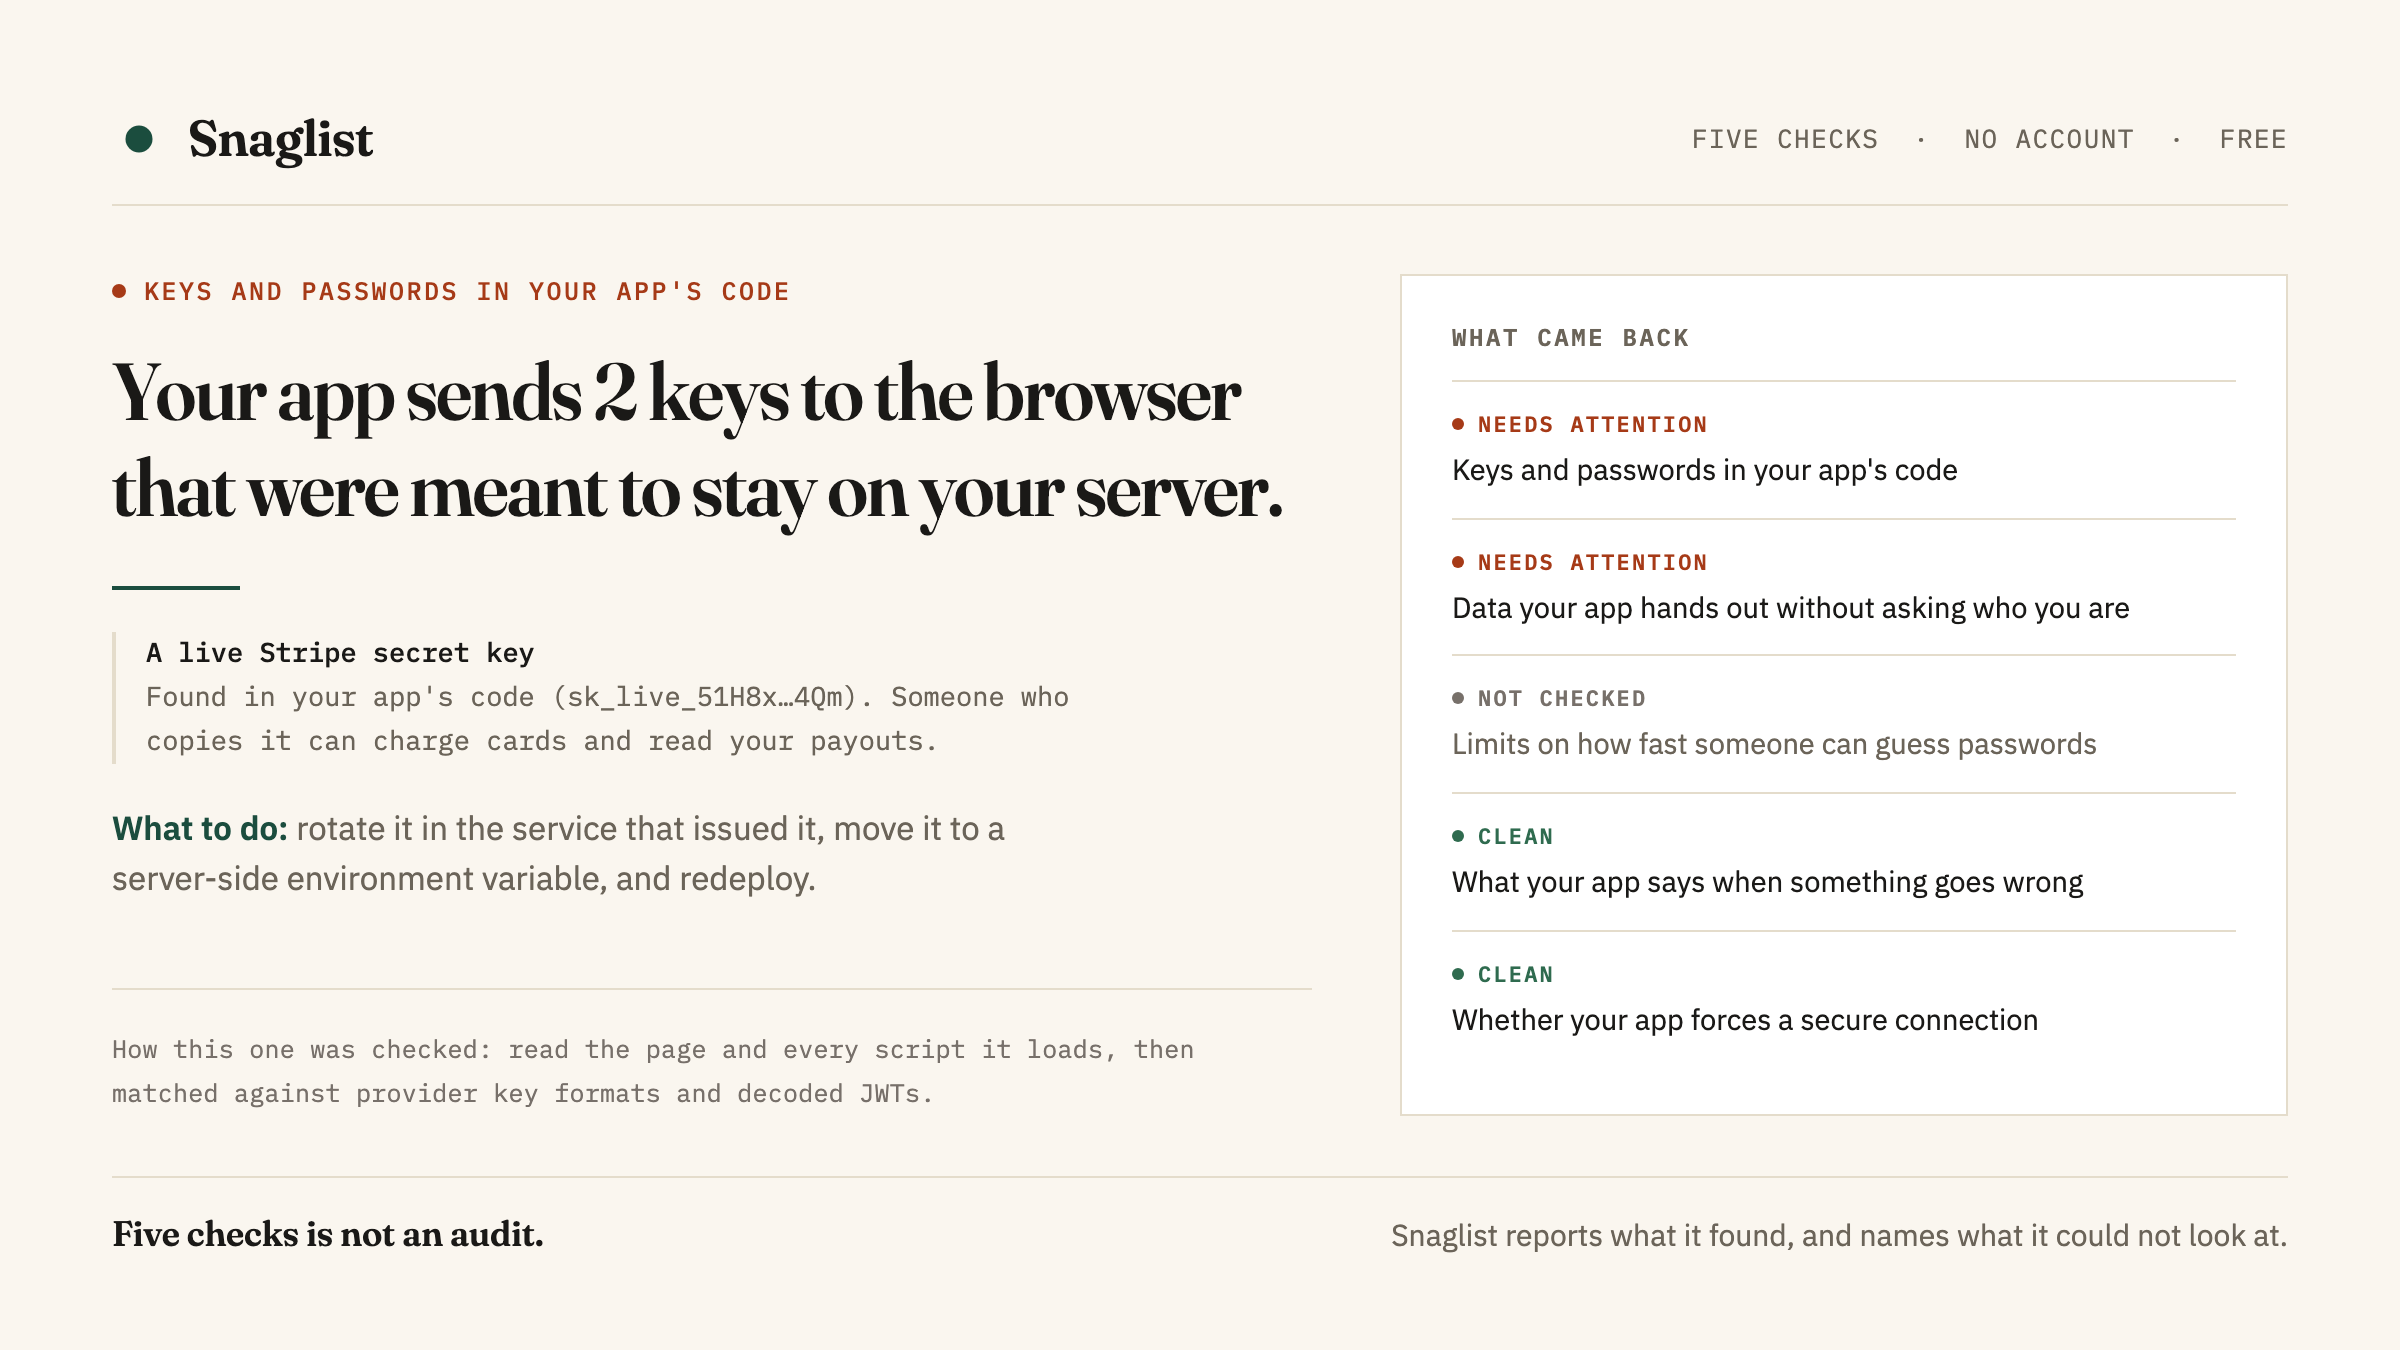 Snaglist
FIVE CHECKS · NO ACCOUNT · FREE
KEYS AND PASSWORDS IN YOUR APP'S CODE
Your app sends 2 keys to the browser
that were meant to stay on your server.
A live Stripe secret key
Found in your app's code (sk_live_51H8x…4Qm). Someone who
copies it can charge cards and read your payouts.
What to do: rotate it in the service that issued it, move it to a
server-side environment variable, and redeploy.
How this one was checked: read the page and every script it loads, then
matched against provider key formats and decoded JWTs.
WHAT CAME BACK
NEEDS ATTENTION
Keys and passwords in your app's code
NEEDS ATTENTION
Data your app hands out without asking who you are
NOT CHECKED
Limits on how fast someone can guess passwords
CLEAN
What your app says when something goes wrong
CLEAN
Whether your app forces a secure connection
Five checks is not an audit.
Snaglist reports what it found, and names what it could not look at.